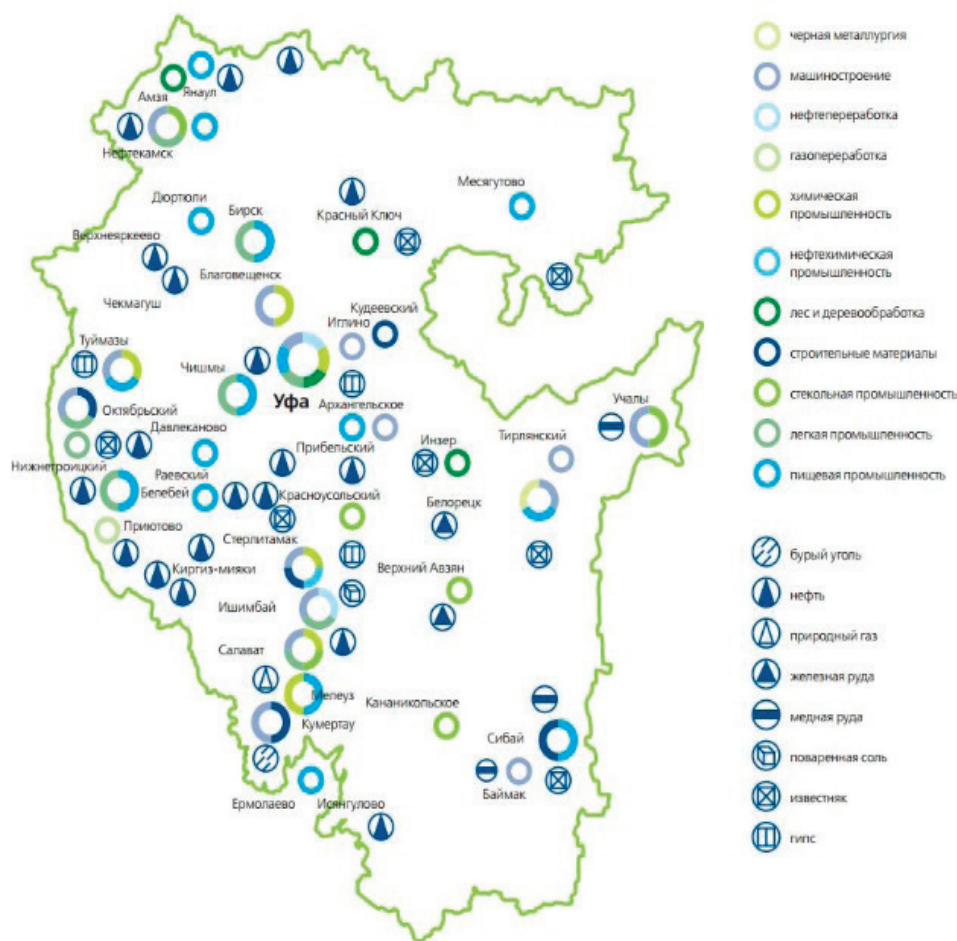 Амзя
Янаул
Нефтекамск
Дюртюли
Бирск
Красный Ключ
Месягутово
Верхнеяркеево
Благовещенск
Чекмагуш
Кудеевский
Иглино
Туймазы
Чишмы
Уфа
Архангельское
Учалы
Октябрьский
Давлеканово
Прибельский
Инзер
Тирлянский
Нижнетроицкий
Раевский
Белебей
Красноусольский
Белорецк
Приютово
Стерлитамак
Киргиз-мияки
Верхний Авзян
Ишимбай
Салават
Мелеуз
Кананикольское
Кумертау
Сибай
Баймак
Ермолаево
Исянгулово
черная металлургия
машиностроение
нефтепереработка
газопереработка
химическая
промышленность
нефтехимическая
промышленность
лес и деревообработка
строительные материалы
стекольная промышленность
легкая промышленность
пищевая промышленность
бурый уголь
нефть
природный газ
железная руда
медная руда
поваренная соль
известняк
гипс